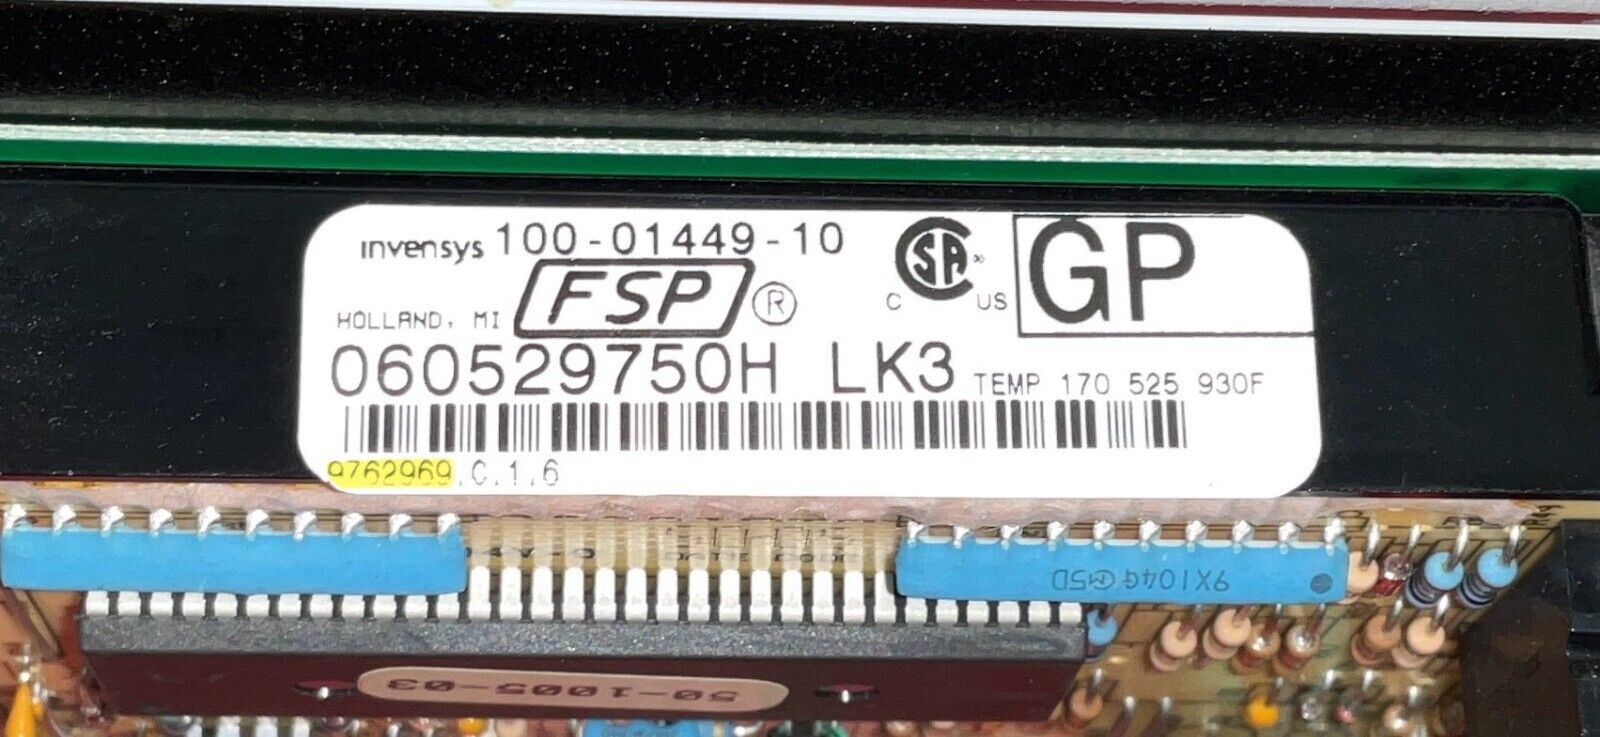 invensys 100-01449-10
HOLLAND, MI FSP ®
CSA ® C US
GP
060529750H LK3 TEMP 170 525 930F
9762969.C.1.6
9X104G M 5D
50-1005-03